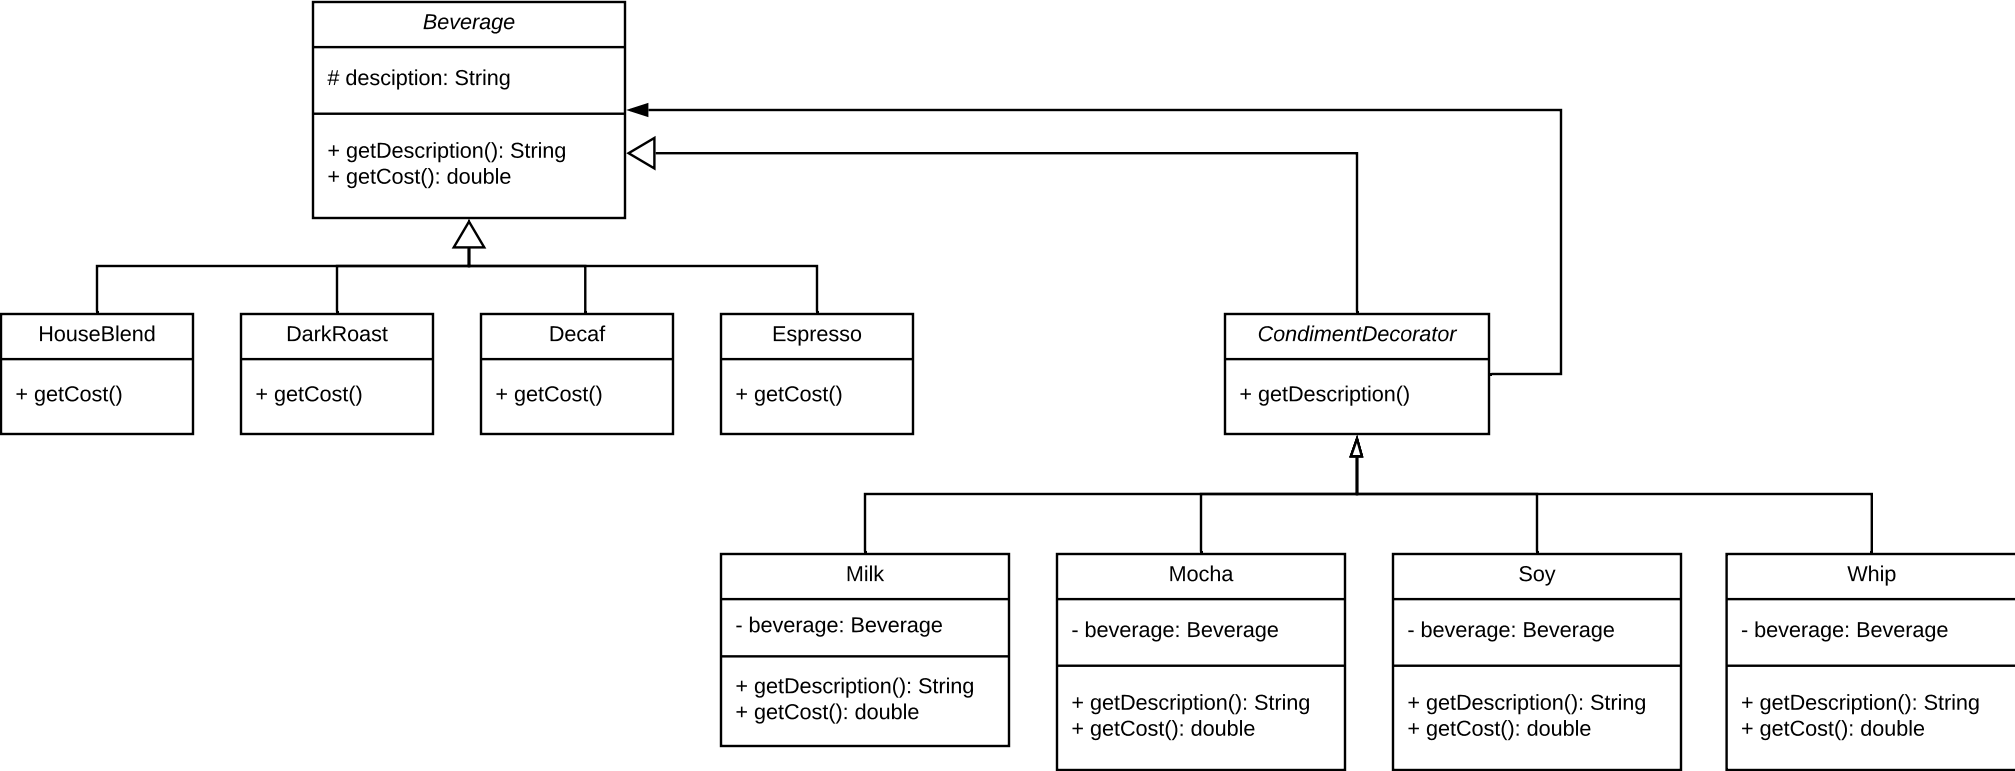 Beverage
# desciption: String
+ getDescription(): String
+ getCost(): double
HouseBlend
+ getCost()
DarkRoast
+ getCost()
Decaf
+ getCost()
Espresso
+ getCost()
CondimentDecorator
+ getDescription()
Milk
- beverage: Beverage
+ getDescription(): String
+ getCost(): double
Mocha
- beverage: Beverage
+ getDescription(): String
+ getCost(): double
Soy
- beverage: Beverage
+ getDescription(): String
+ getCost(): double
Whip
- beverage: Beverage
+ getDescription(): String
+ getCost(): double